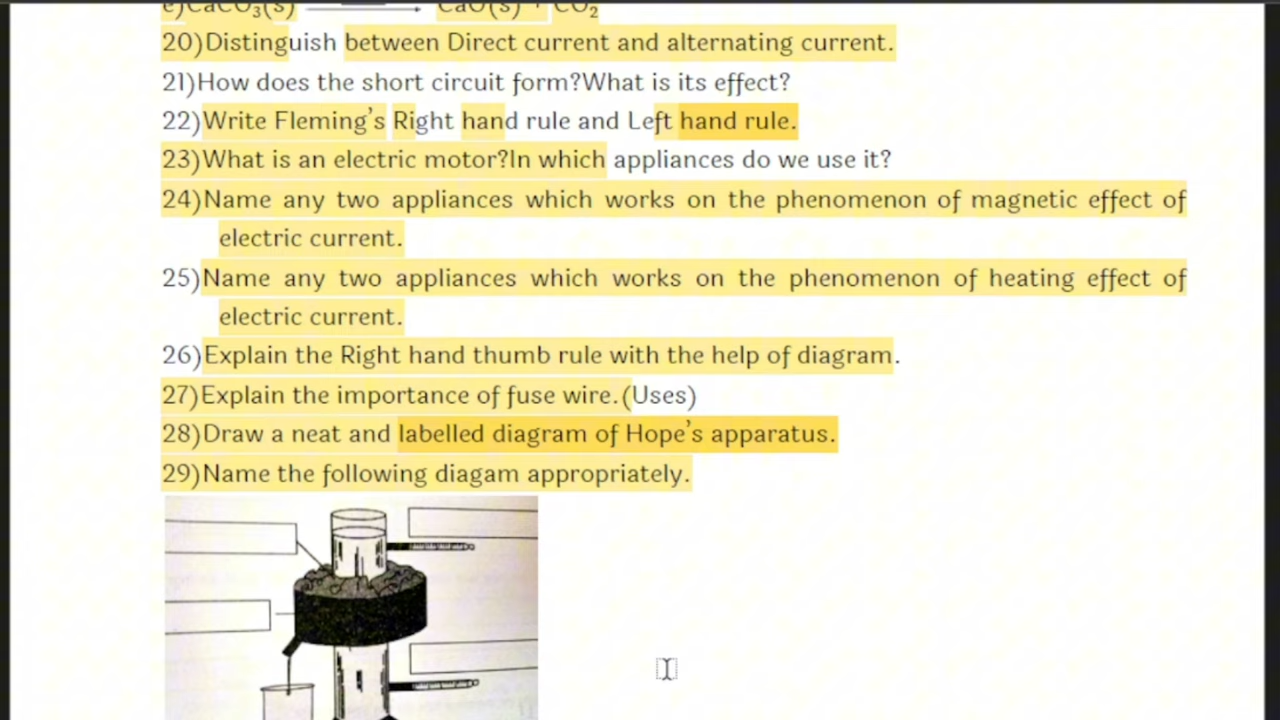 e)CaCO₃(s) ⟶ CaO(s) + CO₂
20)Distinguish between Direct current and alternating current.
21)How does the short circuit form?What is its effect?
22)Write Fleming's Right hand rule and Left hand rule.
23)What is an electric motor?In which appliances do we use it?
24)Name any two appliances which works on the phenomenon of magnetic effect of
electric current.
25)Name any two appliances which works on the phenomenon of heating effect of
electric current.
26)Explain the Right hand thumb rule with the help of diagram.
27)Explain the importance of fuse wire.(Uses)
28)Draw a neat and labelled diagram of Hope's apparatus.
29)Name the following diagam appropriately.